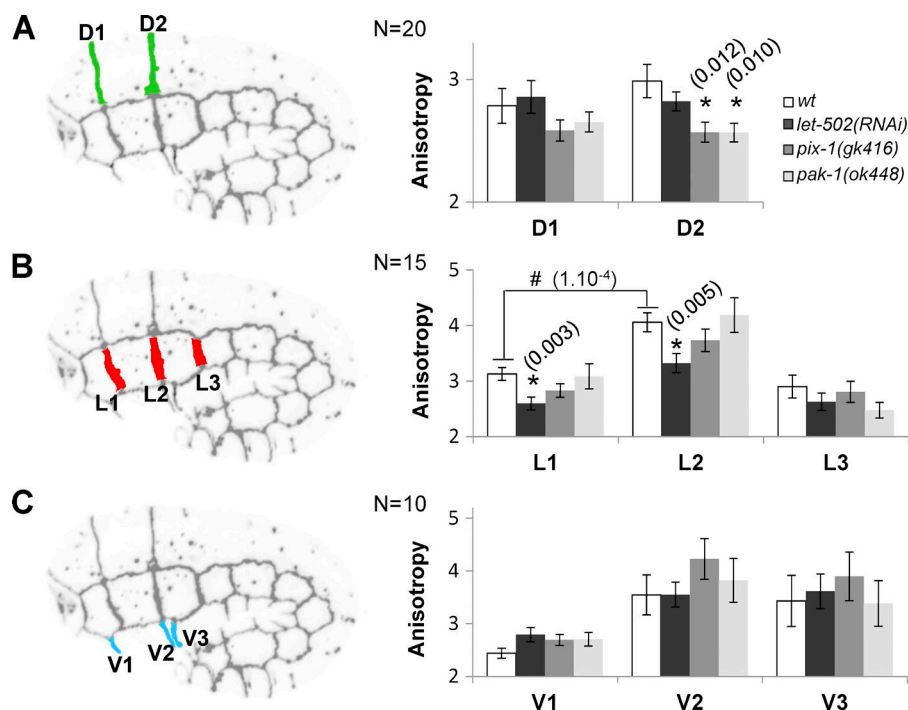 A
D1
D2
N=20
Anisotropy
3
2
(0.012)
(0.010)
*
*
D1
D2
wt
let-502(RNAi)
pix-1(gk416)
pak-1(ok448)
B
L1
L2
L3
N=15
Anisotropy
5
4
3
2
# (1.10-4)
*
(0.003)
*
(0.005)
L1
L2
L3
C
V1
V2
V3
N=10
Anisotropy
5
4
3
2
V1
V2
V3